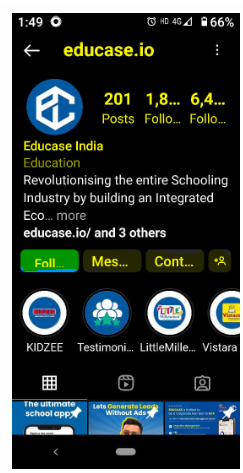 1:49 HD 4G 66%
educase.io
201 1,8... 6,4...
Posts Follo... Follo...
Educase India
Education
Revolutionising the entire Schooling
Industry by building an Integrated
Eco... more
educase.io/ and 3 others
Foll... Mes... Cont...
KIDZEE Testimoni... LittleMille... Vistara
The ultimate
school app
Lets Generate Leads
Without Ads